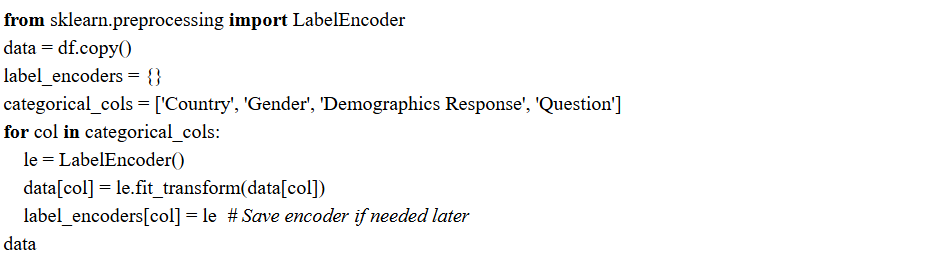 from sklearn.preprocessing import LabelEncoder
data = df.copy()
label_encoders = {}
categorical_cols = ['Country', 'Gender', 'Demographics Response', 'Question']
for col in categorical_cols:
    le = LabelEncoder()
    data[col] = le.fit_transform(data[col])
    label_encoders[col] = le  # Save encoder if needed later
data